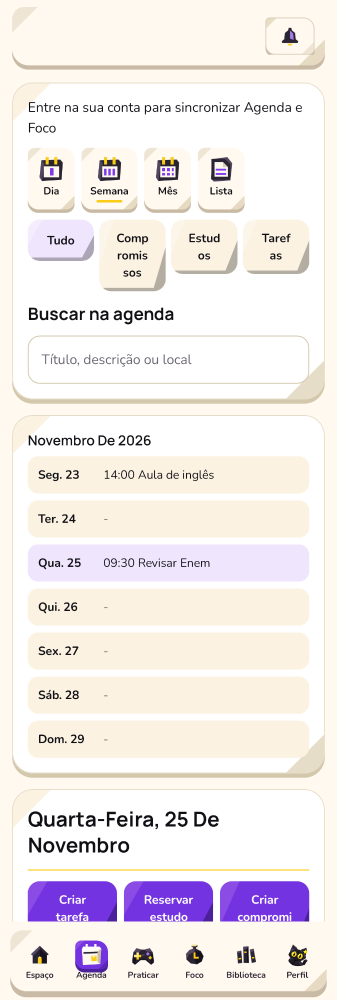 Entre na sua conta para sincronizar Agenda e
Foco
Dia
Semana
Mês
Lista
Tudo
Comp
romis
sos
Estud
os
Taref
as
Buscar na agenda
Título, descrição ou local
Novembro De 2026
Seg. 23 14:00 Aula de inglês
Ter. 24 -
Qua. 25 09:30 Revisar Enem
Qui. 26 -
Sex. 27 -
Sáb. 28 -
Dom. 29 -
Quarta-Feira, 25 De
Novembro
Criar
tarefa
Reservar
estudo
Criar
compromi
Espaço
Agenda
Praticar
Foco
Biblioteca
Perfil